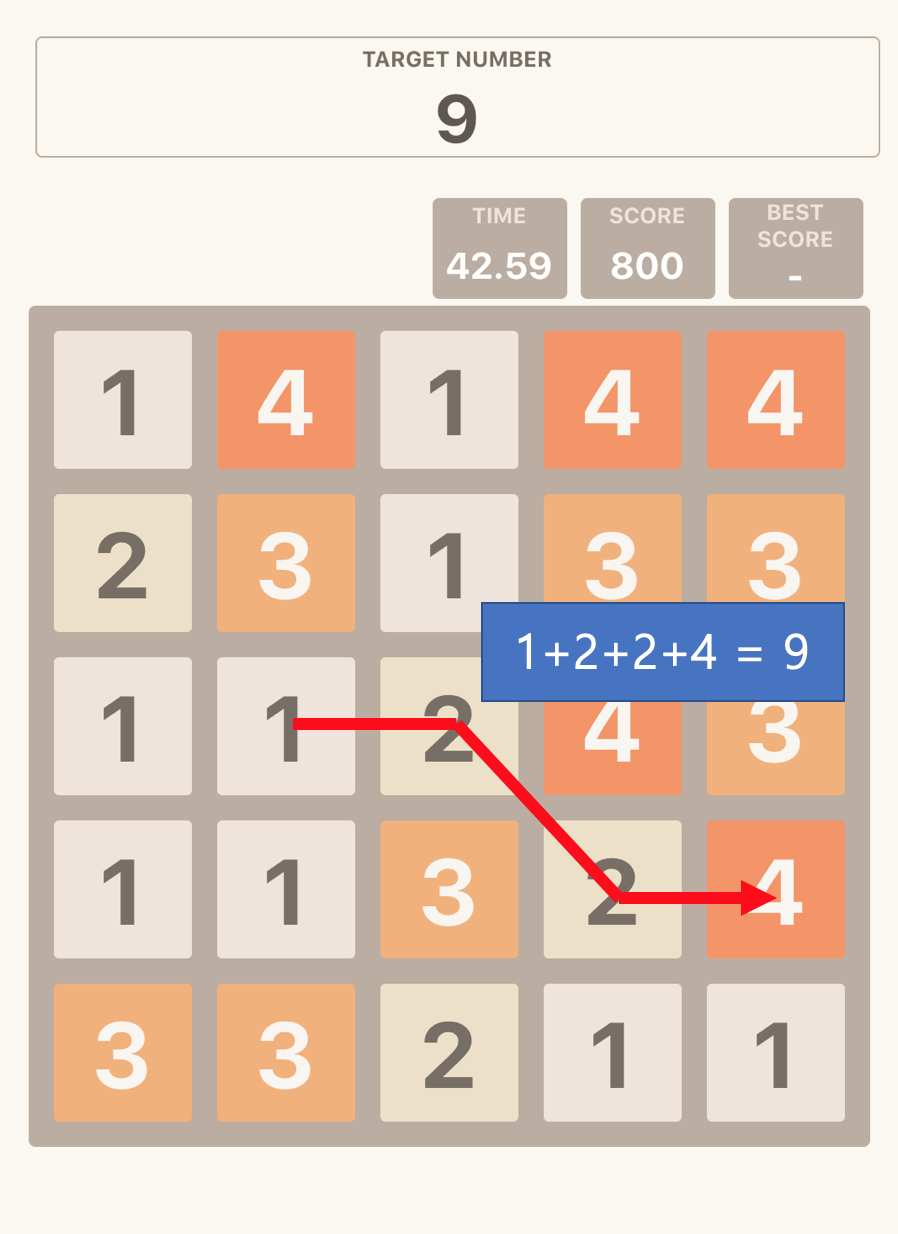 TARGET NUMBER
9
TIME
SCORE
BEST
SCORE
42.59
800
-
1 4 1 4 4
2 3 1 3 3
1+2+2+4 = 9
1 1 2 4 3
1 1 3 2 4
3 3 2 1 1